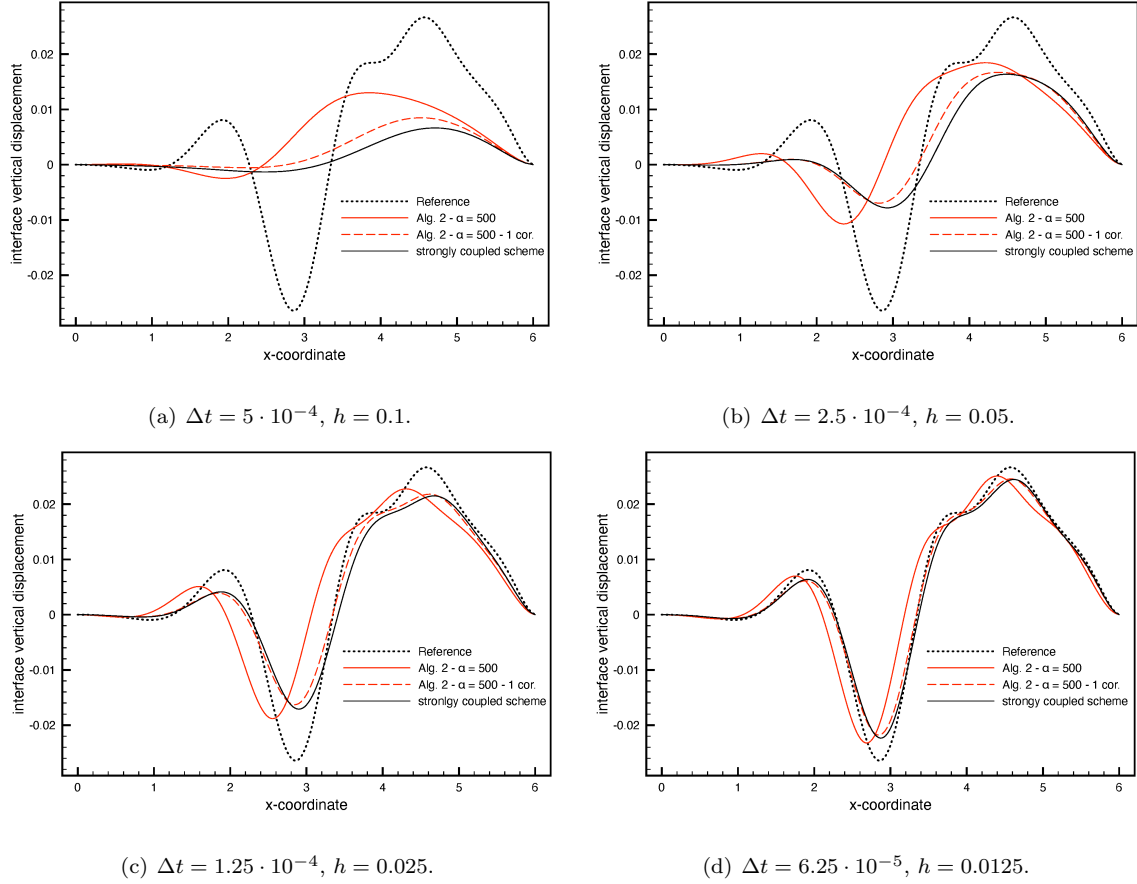 interface vertical displacement
0.02
0.01
0
-0.01
-0.02
Reference
Alg. 2 - α = 500
Alg. 2 - α = 500 - 1 cor.
strongly coupled scheme
0 1 2 3 4 5 6
x-coordinate
(a) Δt = 5 · 10⁻⁴, h = 0.1.
interface vertical displacement
0.02
0.01
0
-0.01
-0.02
Reference
Alg. 2 - α = 500
Alg. 2 - α = 500 - 1 cor.
strongly coupled scheme
0 1 2 3 4 5 6
x-coordinate
(b) Δt = 2.5 · 10⁻⁴, h = 0.05.
interface vertical displacement
0.02
0.01
0
-0.01
-0.02
Reference
Alg. 2 - α = 500
Alg. 2 - α = 500 - 1 cor.
stronlgy coupled scheme
0 1 2 3 4 5 6
x-coordinate
(c) Δt = 1.25 · 10⁻⁴, h = 0.025.
interface vertical displacement
0.02
0.01
0
-0.01
-0.02
Reference
Alg. 2 - α = 500
Alg. 2 - α = 500 - 1 cor.
strongy coupled scheme
0 1 2 3 4 5 6
x-coordinate
(d) Δt = 6.25 · 10⁻⁵, h = 0.0125.